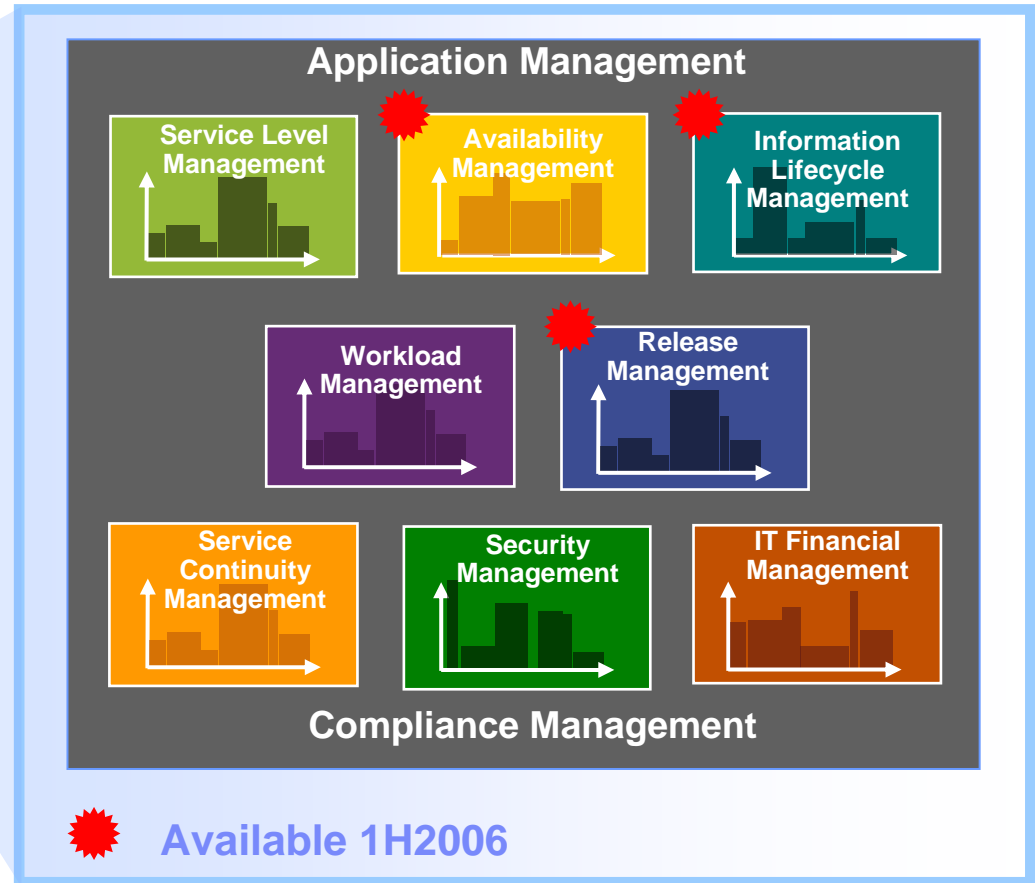 Application Management
Service Level
Management
Availability
Management
Information
Lifecycle
Management
Workload
Management
Release
Management
Service
Continuity
Management
Security
Management
IT Financial
Management
Compliance Management
Available 1H2006